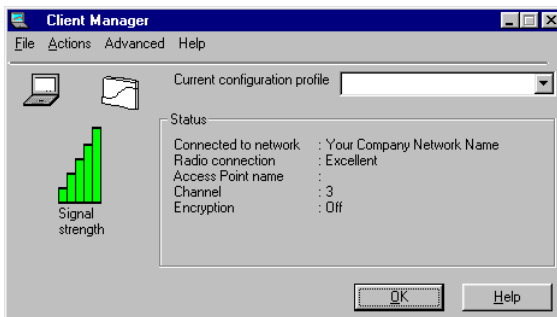 Client Manager
File Actions Advanced Help
Current configuration profile
Status
Connected to network : Your Company Network Name
Radio connection : Excellent
Access Point name :
Channel : 3
Encryption : Off
Signal
strength
OK Help